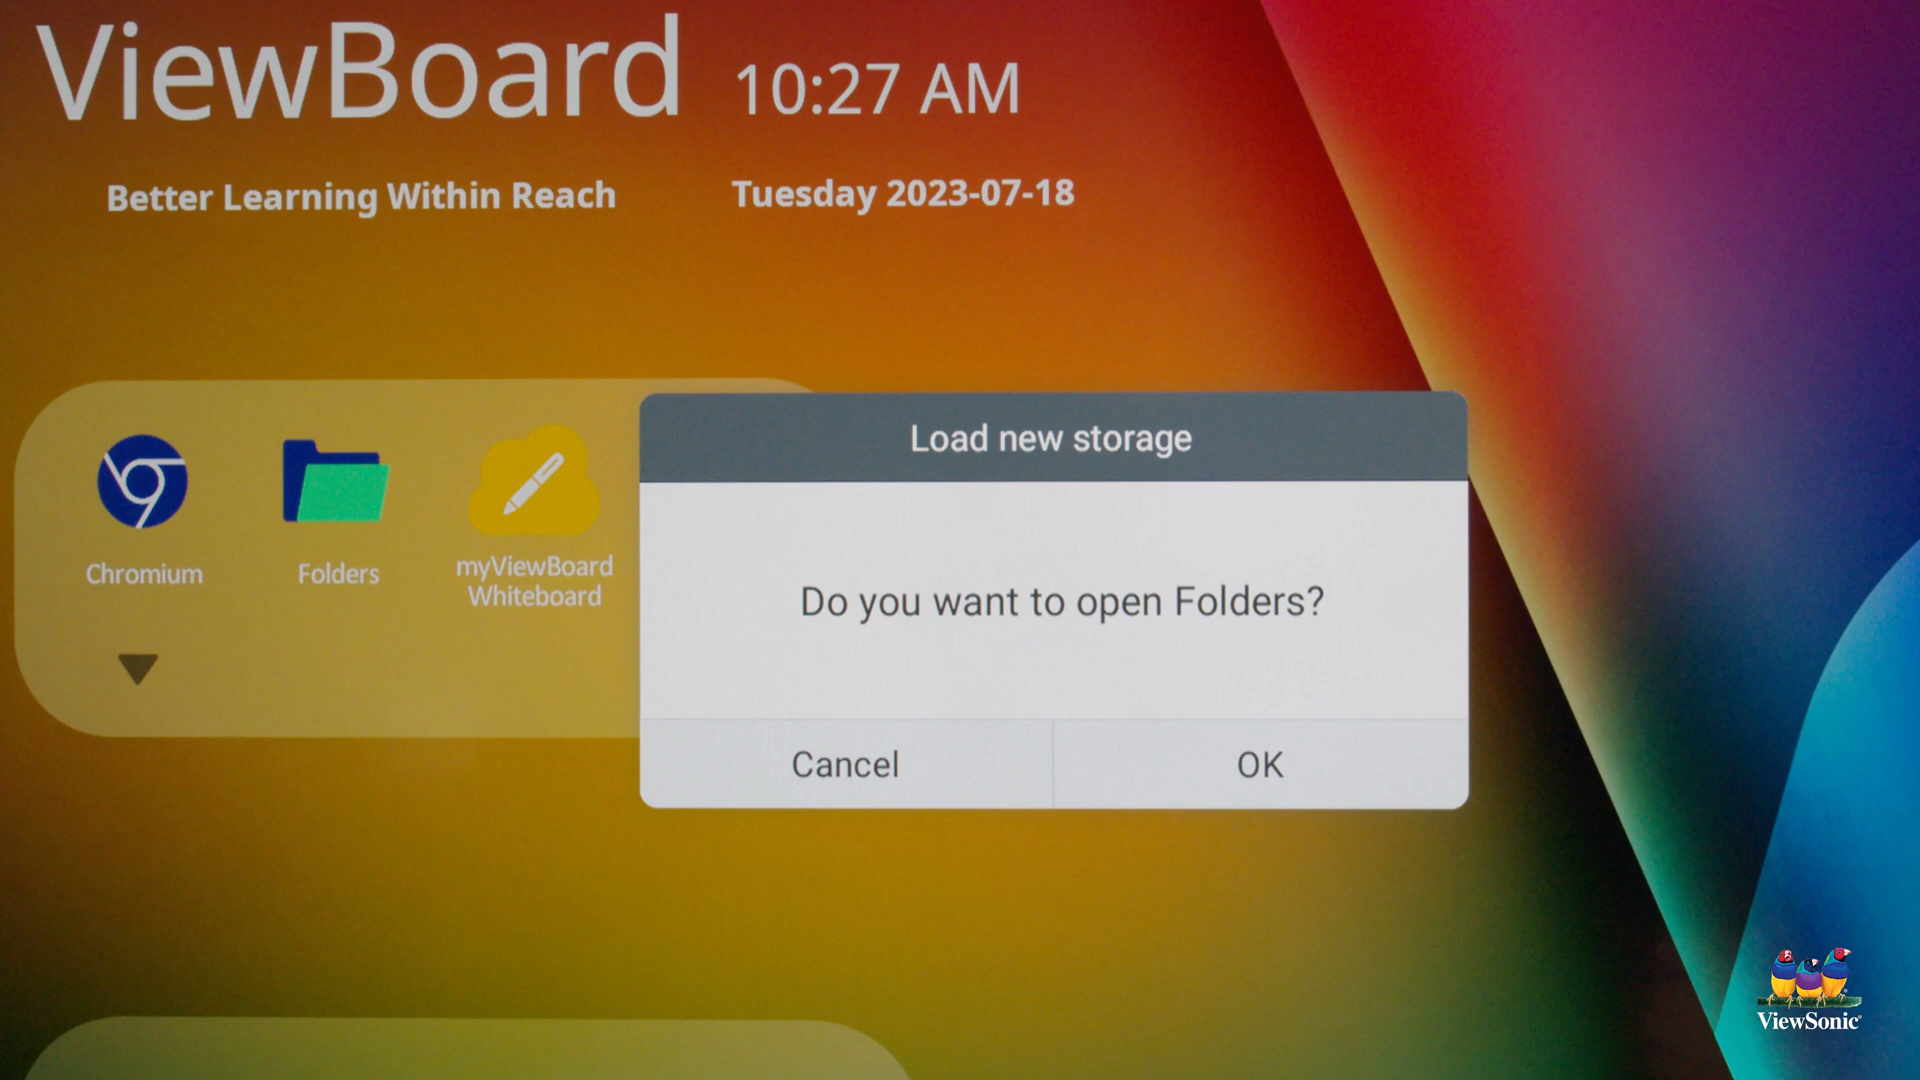 ViewBoard
10:27 AM
Better Learning Within Reach
Tuesday 2023-07-18
Load new storage
Chromium
Folders
myViewBoard
Whiteboard
Do you want to open Folders?
Cancel
OK
ViewSonic